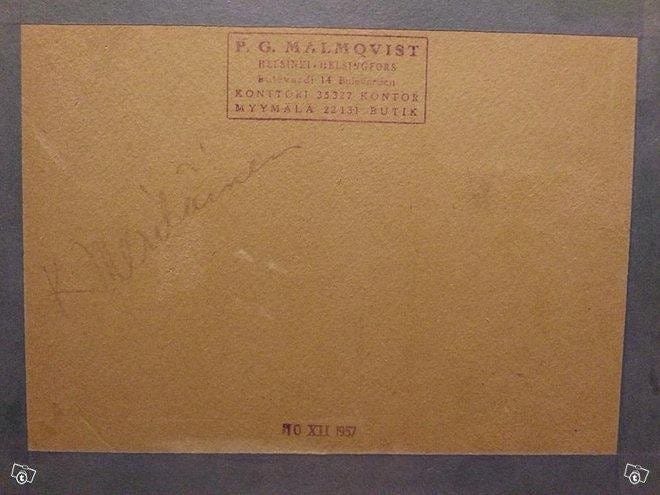 P. G. MALMQVIST
HELSINKI - HELSINGFORS
Bulevardi 14 Bulevarden
KONTTORI 35327 KONTOR
MYYMÄLÄ 22131 BUTIK
K.
10 XII 1957